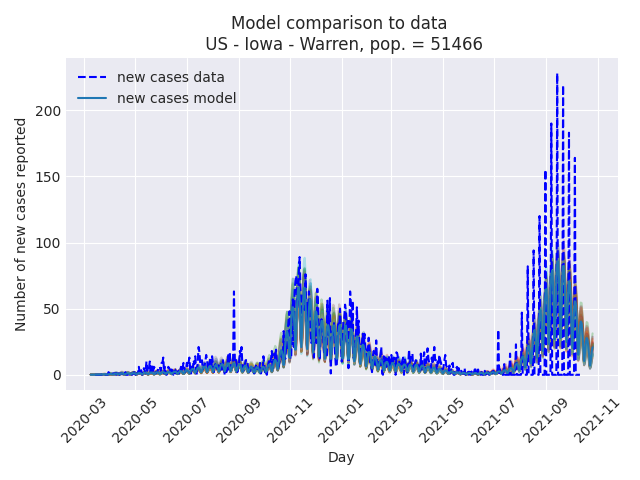 Model comparison to data
US - Iowa - Warren, pop. = 51466
new cases data
new cases model
Number of new cases reported
200
150
100
50
0
2020-03
2020-05
2020-07
2020-09
2020-11
2021-01
2021-03
2021-05
2021-07
2021-09
2021-11
Day